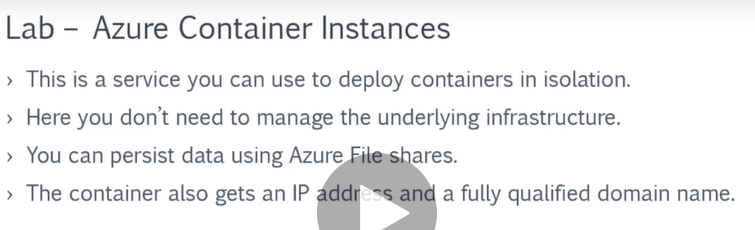 Lab – Azure Container Instances
› This is a service you can use to deploy containers in isolation.
› Here you don't need to manage the underlying infrastructure.
› You can persist data using Azure File shares.
› The container also gets an IP address and a fully qualified domain name.